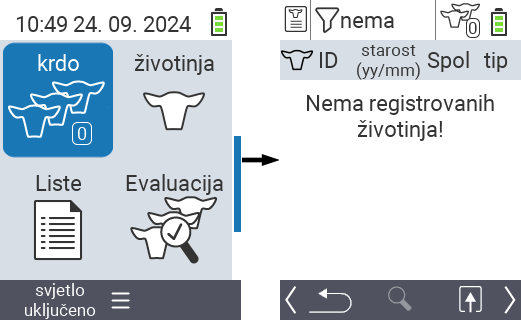 10:49 24. 09. 2024
krdo
0
životinja
Liste
Evaluacija
svjetlo
uključeno
nema
0
ID
starost
(yy/mm)
Spol
tip
Nema registrovanih
životinja!